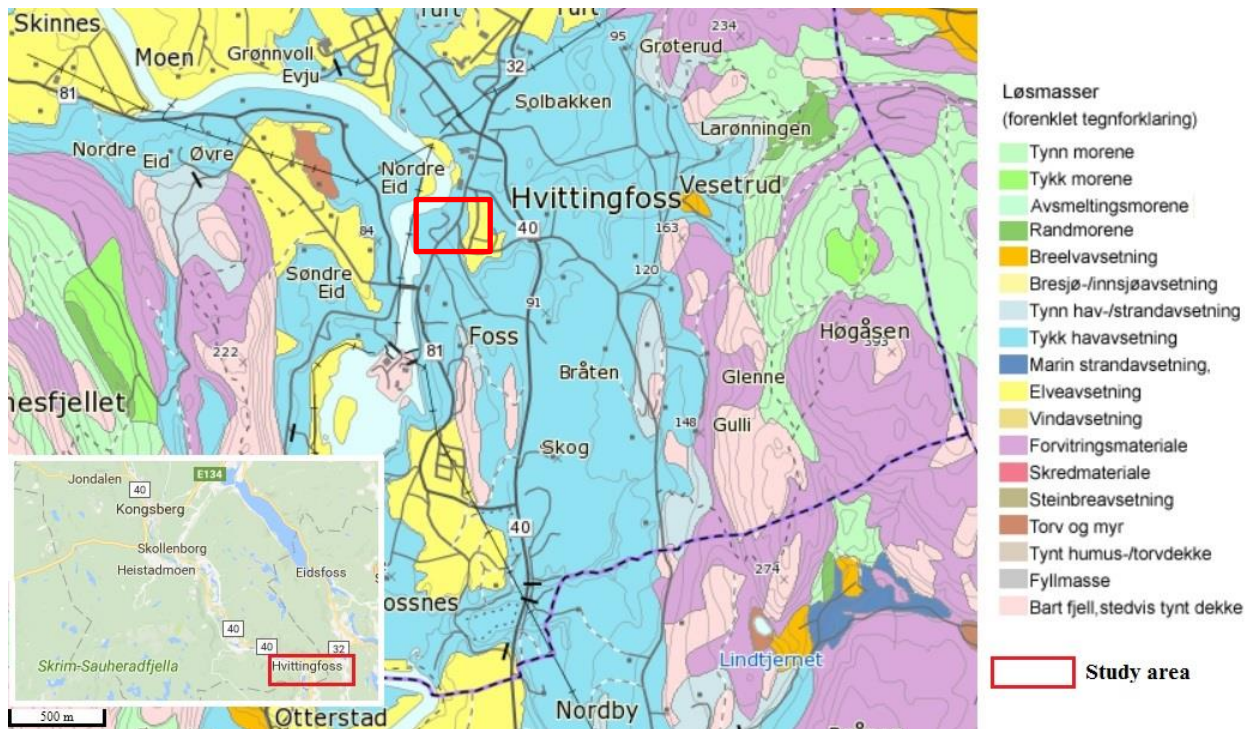 Skinnes
Moen
Grønnvoll
Evju
Tuft
Tuft
95
Grøterud
234
81
32
Solbakken
Larønningen
Nordre
Eid
Øvre
Nordre
Eid
Hvittingfoss
Vesetrud
84
40
163
Søndre
Eid
120
91
222
81
Foss
Bråten
Høgåsen
393
Glenne
nesfjellet
Gulli
148
Skog
40
274
ossnes
Lindtjernet
Otterstad
Nordby
Jondalen
E134
40
Kongsberg
Skollenborg
Heistadmoen
Eidsfoss
S
40
40
32
Hvittingfoss
Skrim-Sauheradfjella
500 m
Løsmasser
(forenklet tegnforklaring)
Tynn morene
Tykk morene
Avsmeltingsmorene
Randmorene
Breelvavsetning
Bresjø-/innsjøavsetning
Tynn hav-/strandavsetning
Tykk havavsetning
Marin strandavsetning,
Elveavsetning
Vindavsetning
Forvitringsmateriale
Skredmateriale
Steinbreavsetning
Torv og myr
Tynt humus-/torvdekke
Fyllmasse
Bart fjell,stedvis tynt dekke
Study area